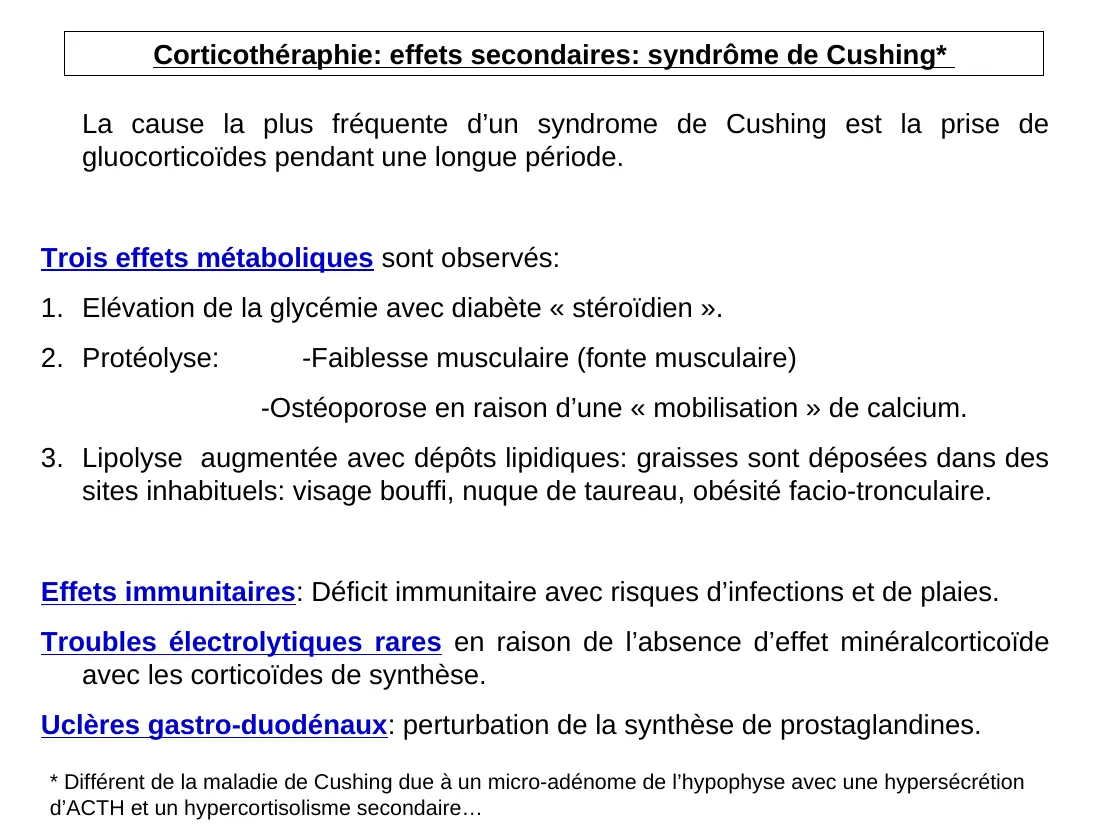 Corticothéraphie: effets secondaires: syndrôme de Cushing*
La cause la plus fréquente d’un syndrome de Cushing est la prise de
gluocorticoïdes pendant une longue période.
Trois effets métaboliques sont observés:
1. Elévation de la glycémie avec diabète « stéroïdien ».
2. Protéolyse: -Faiblesse musculaire (fonte musculaire)
-Ostéoporose en raison d’une « mobilisation » de calcium.
3. Lipolyse augmentée avec dépôts lipidiques: graisses sont déposées dans des
sites inhabituels: visage bouffi, nuque de taureau, obésité facio-tronculaire.
Effets immunitaires: Déficit immunitaire avec risques d’infections et de plaies.
Troubles électrolytiques rares en raison de l’absence d’effet minéralcorticoïde
avec les corticoïdes de synthèse.
Uclères gastro-duodénaux: perturbation de la synthèse de prostaglandines.
* Différent de la maladie de Cushing due à un micro-adénome de l’hypophyse avec une hypersécrétion
d’ACTH et un hypercortisolisme secondaire…